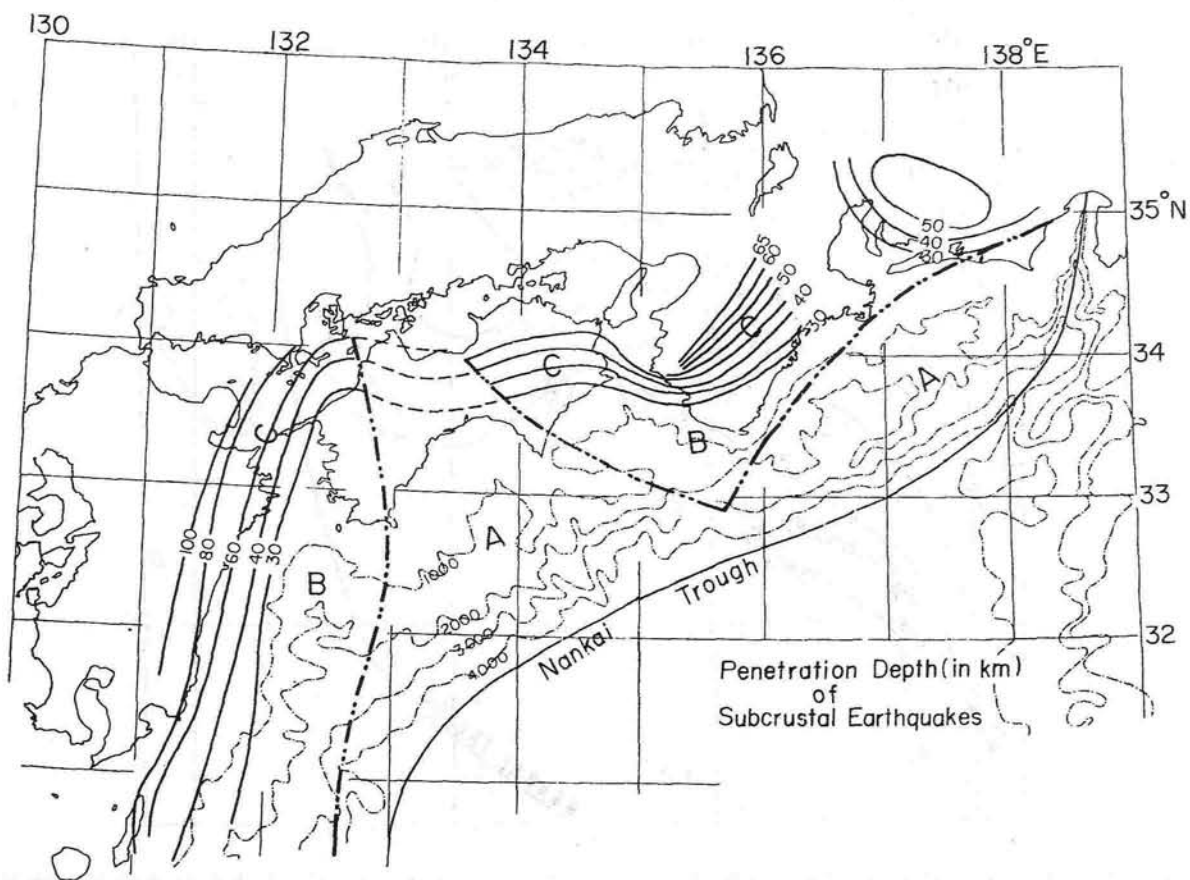 130 132 134 136 138°E
35°N
34
33
32
65
60
50
40
30
50
40
30
100
80
60
40
30
C
C
C
A
B
A
B
1000
2000
3000
4000
Nankai Trough
Penetration Depth (in km)
of
Subcrustal Earthquakes